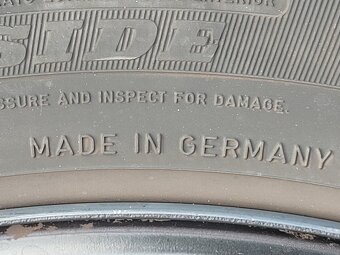 SIDE
SSURE AND INSPECT FOR DAMAGE.
MADE IN GERMANY